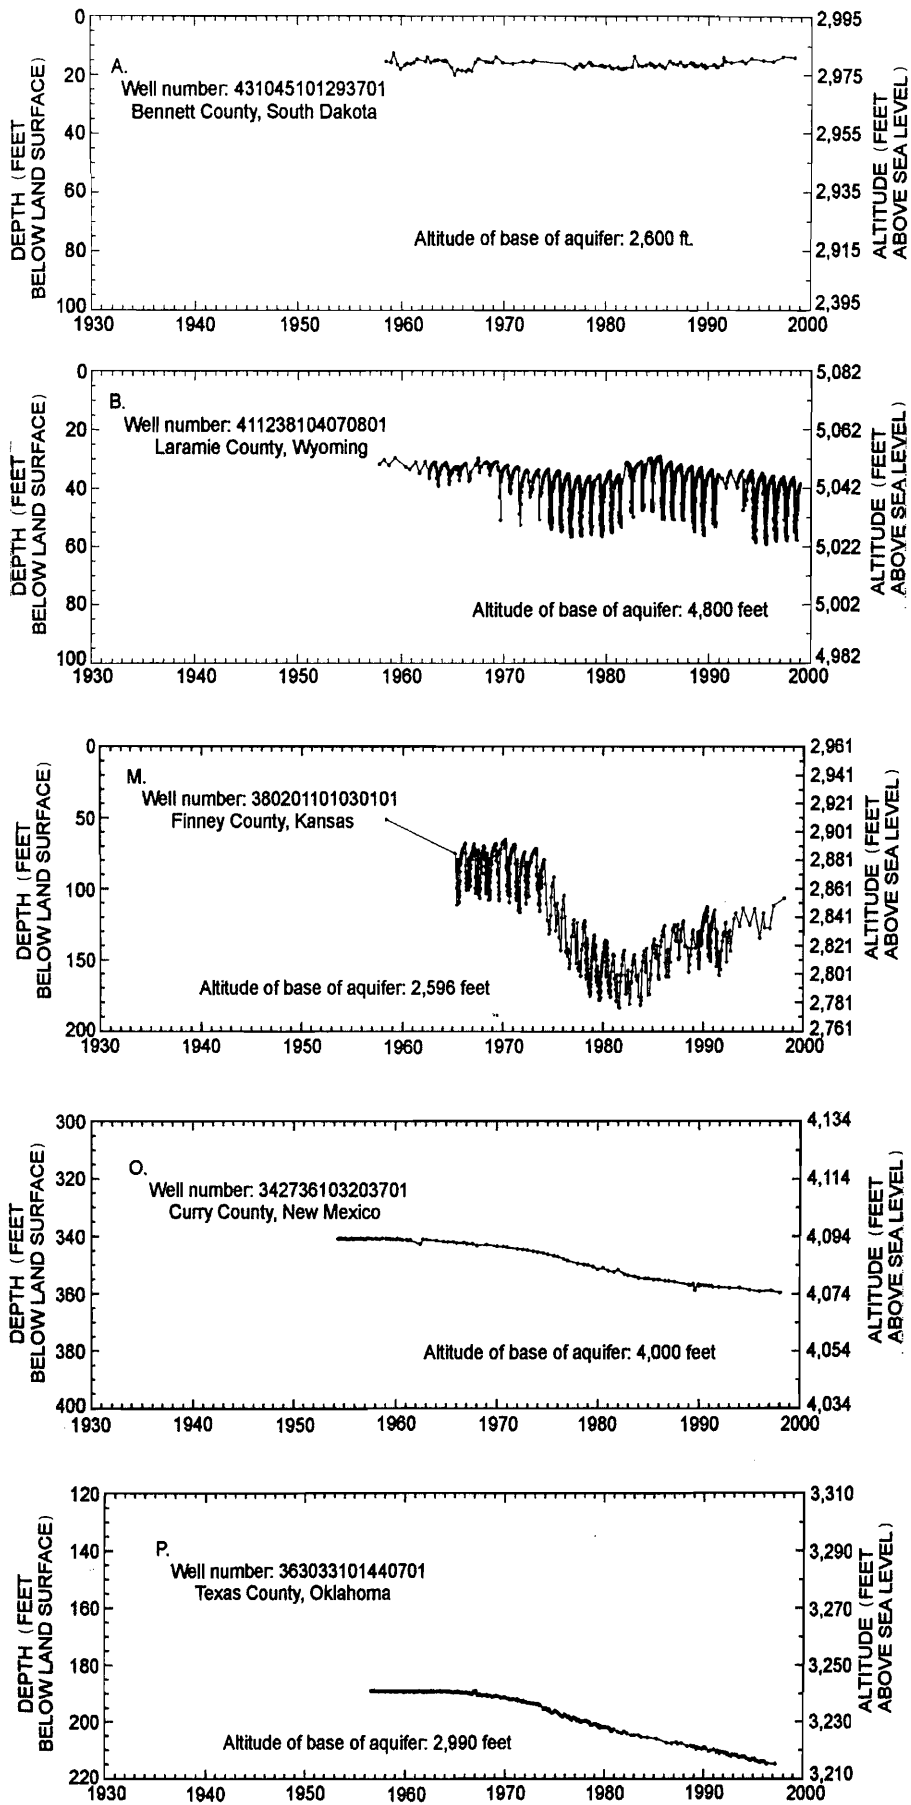 0
20
40
60
80
100
DEPTH (FEET
BELOW LAND SURFACE)
A.
Well number: 431045101293701
Bennett County, South Dakota
Altitude of base of aquifer: 2,600 ft.
2,995
2,975
2,955
2,935
2,915
2,395
ALTITUDE (FEET
ABOVE SEA LEVEL)
1930 1940 1950 1960 1970 1980 1990 2000
0
20
40
60
80
100
DEPTH (FEET
BELOW LAND SURFACE)
B.
Well number: 411238104070801
Laramie County, Wyoming
Altitude of base of aquifer: 4,800 feet
5,082
5,062
5,042
5,022
5,002
4,982
ALTITUDE (FEET
ABOVE SEA LEVEL)
1930 1940 1950 1960 1970 1980 1990 2000
0
50
100
150
200
DEPTH (FEET
BELOW LAND SURFACE)
M.
Well number: 380201101030101
Finney County, Kansas
Altitude of base of aquifer: 2,596 feet
2,961
2,941
2,921
2,901
2,881
2,861
2,841
2,821
2,801
2,781
2,761
ALTITUDE (FEET
ABOVE SEA LEVEL)
1930 1940 1950 1960 1970 1980 1990 2000
300
320
340
360
380
400
DEPTH (FEET
BELOW LAND SURFACE)
O.
Well number: 342736103203701
Curry County, New Mexico
Altitude of base of aquifer: 4,000 feet
4,134
4,114
4,094
4,074
4,054
4,034
ALTITUDE (FEET
ABOVE SEA LEVEL)
1930 1940 1950 1960 1970 1980 1990 2000
120
140
160
180
200
220
DEPTH (FEET
BELOW LAND SURFACE)
P.
Well number: 363033101440701
Texas County, Oklahoma
Altitude of base of aquifer: 2,990 feet
3,310
3,290
3,270
3,250
3,230
3,210
ALTITUDE (FEET
ABOVE SEA LEVEL)
1930 1940 1950 1960 1970 1980 1990 2000